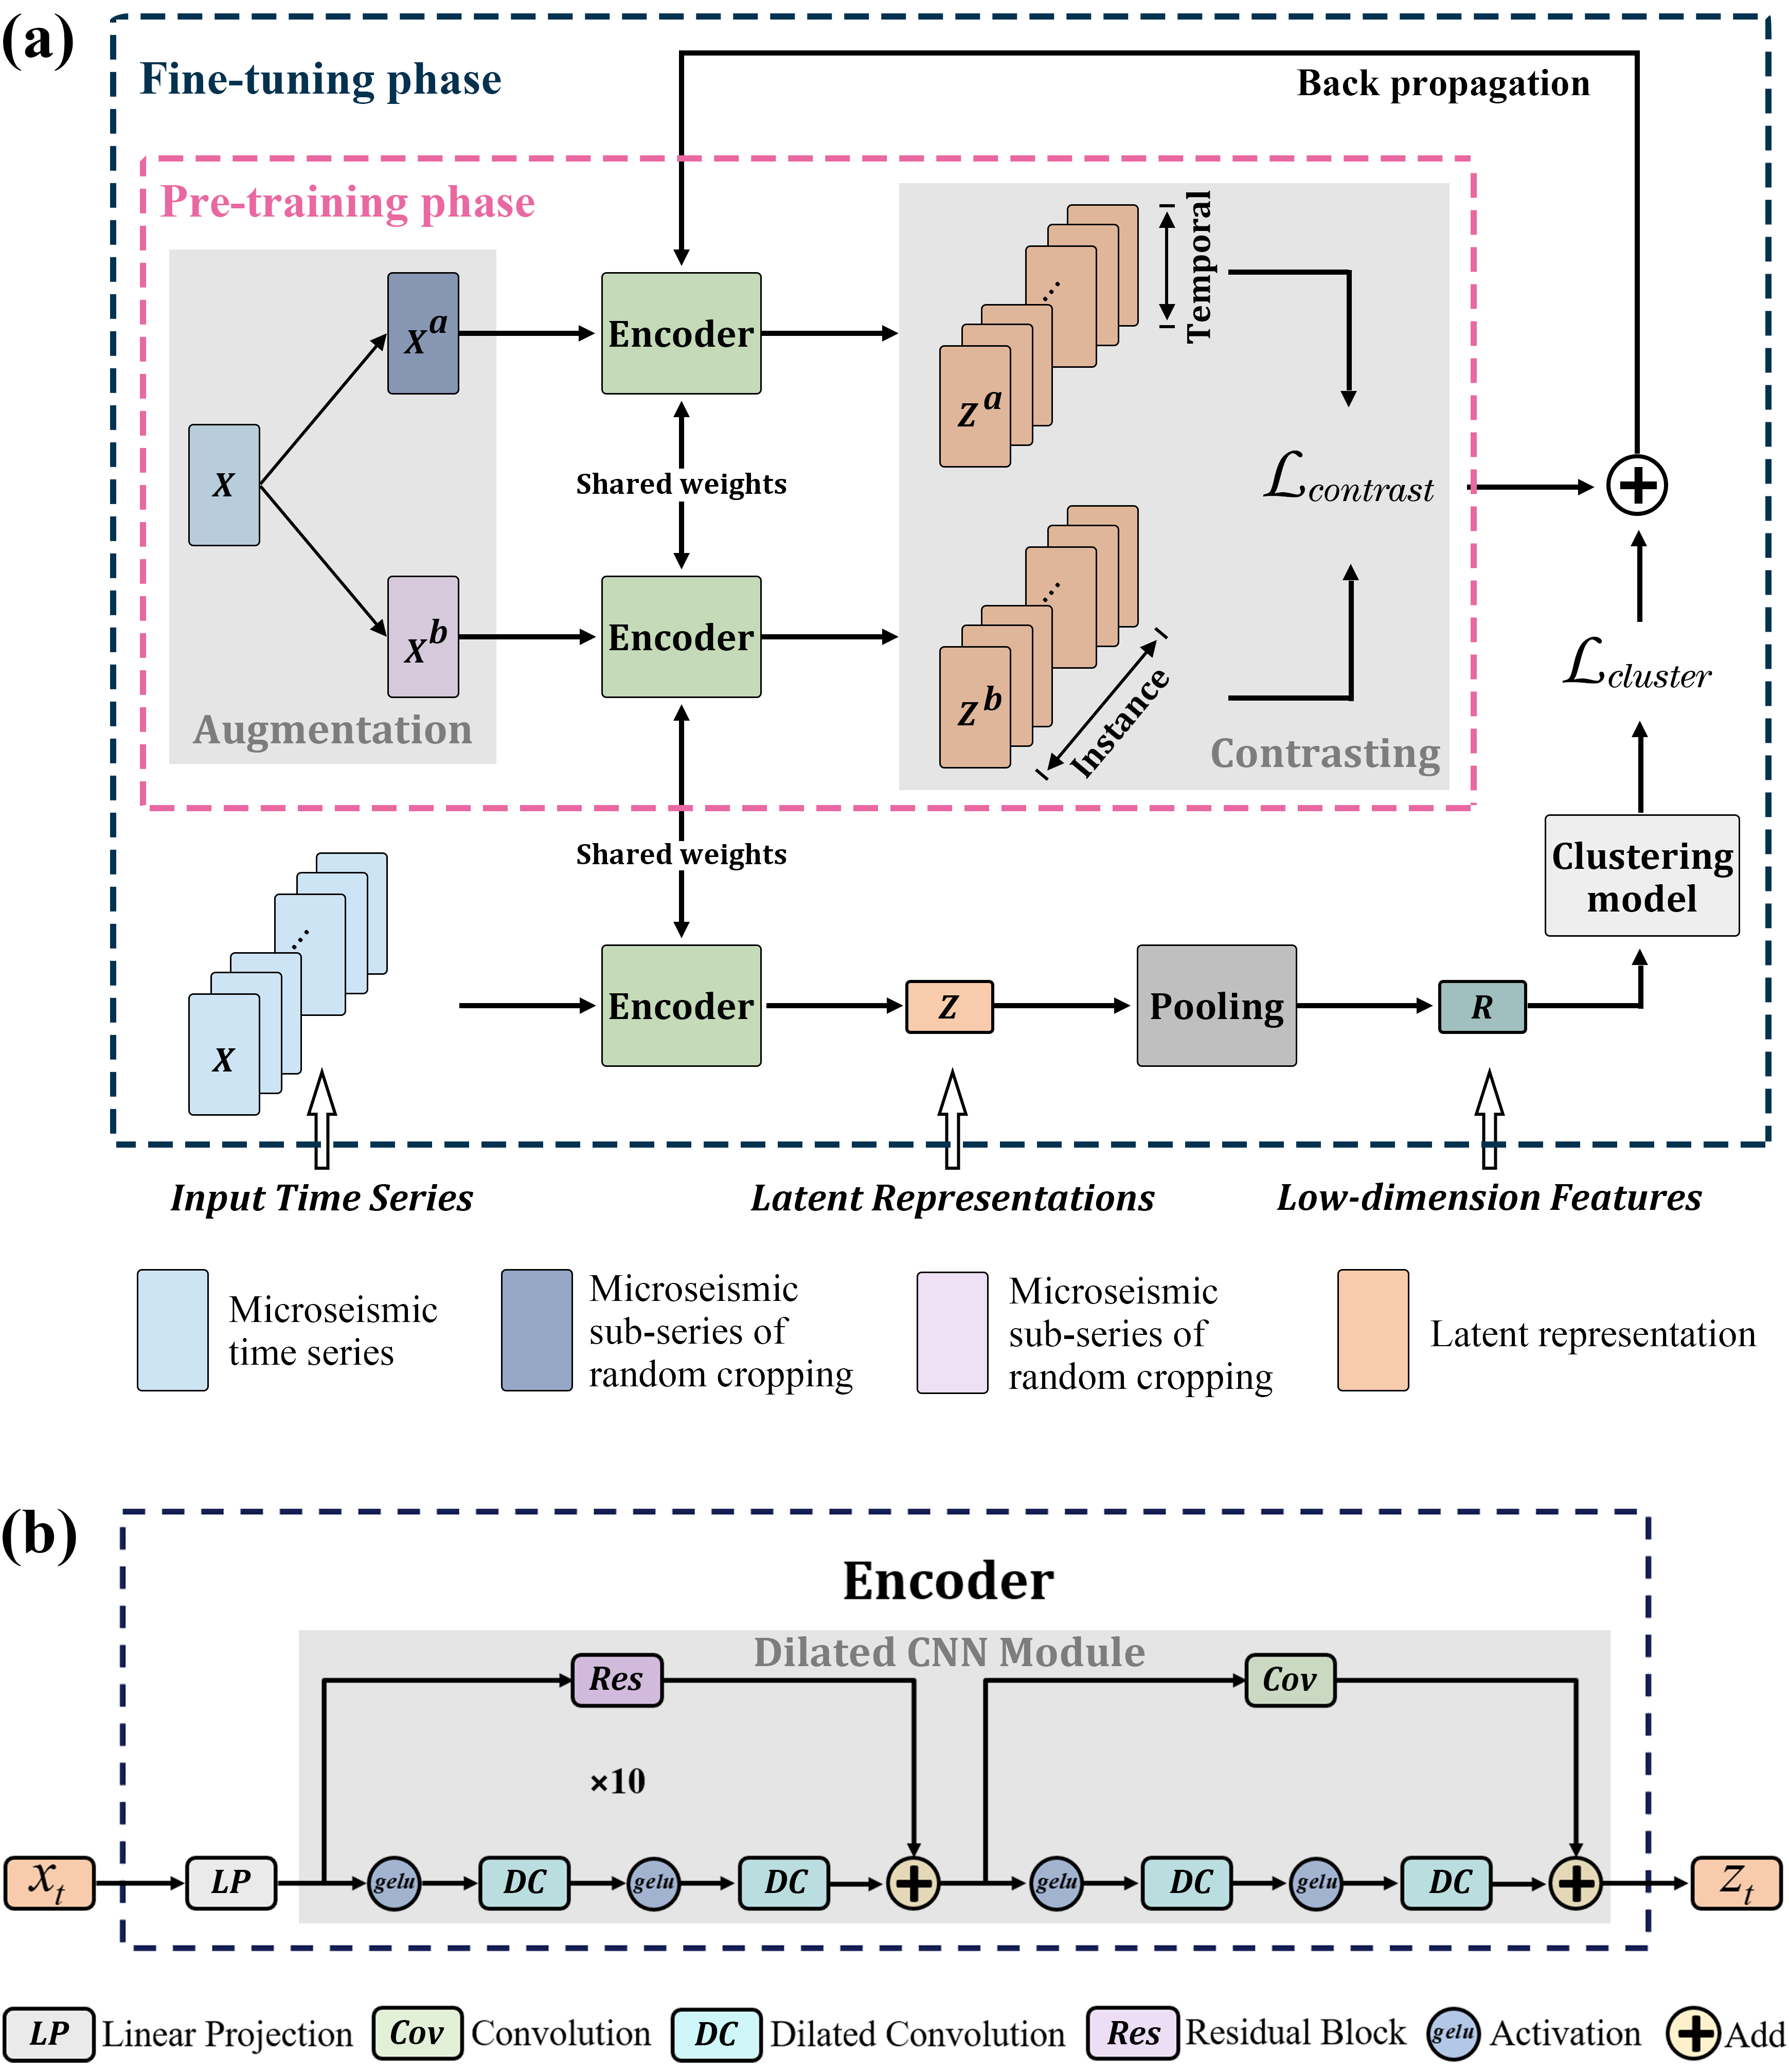 (a)
Fine-tuning phase
Back propagation
Pre-training phase
Temporal
X^a
Encoder
Z^a
X
Shared weights
L_contrast
X^b
Encoder
Z^b
Instance
L_cluster
Augmentation
Contrasting
Shared weights
Clustering
model
X
Encoder
Z
Pooling
R
Input Time Series
Latent Representations
Low-dimension Features
Microseismic
time series
Microseismic
sub-series of
random cropping
Microseismic
sub-series of
random cropping
Latent representation
(b)
Encoder
Dilated CNN Module
Res
Cov
×10
x_t
LP
gelu
DC
gelu
DC
gelu
DC
gelu
DC
z_t
LP Linear Projection
Cov Convolution
DC Dilated Convolution
Res Residual Block
gelu Activation
+ Add